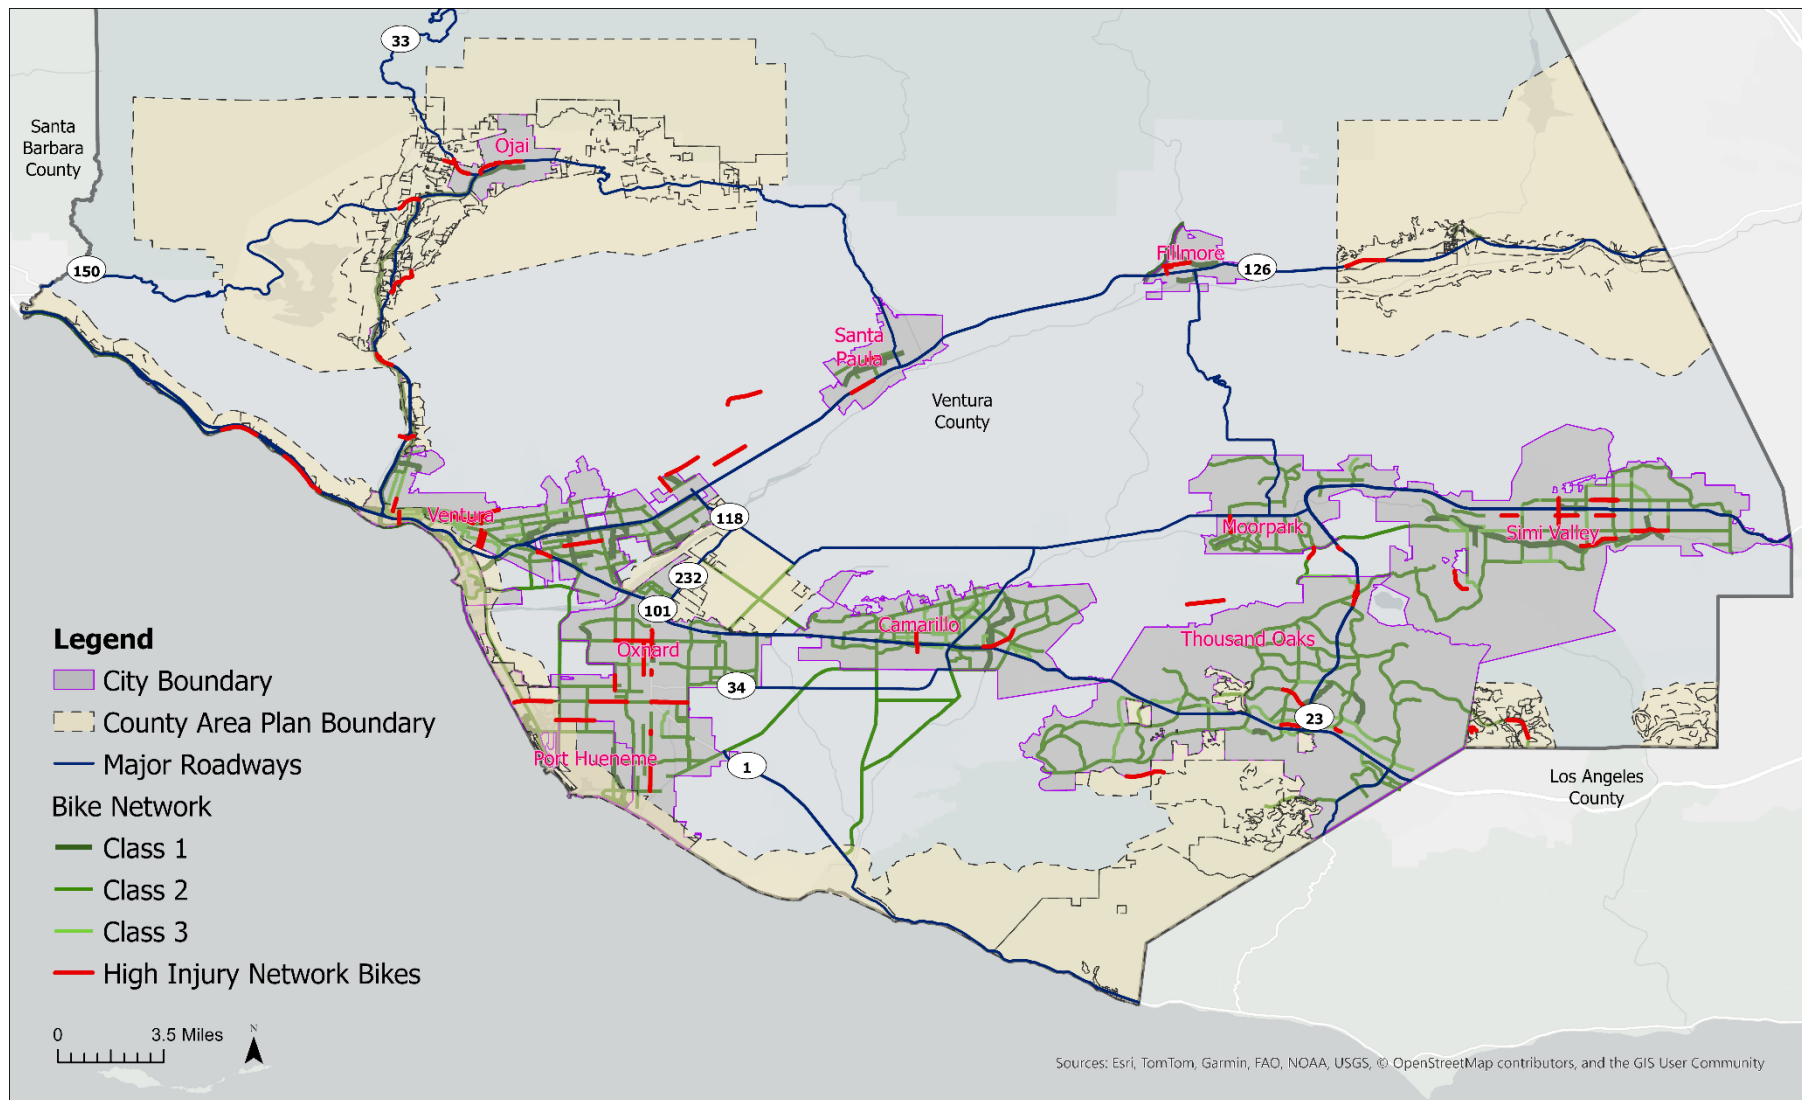 33
Santa
Barbara
County
Ojai
150
Fillmore
126
Santa
Paula
Ventura
County
Ventura
118
Moorpark
Simi Valley
232
101
Camarillo
Oxnard
Thousand Oaks
34
23
Port Hueneme
1
Los Angeles
County
Legend
City Boundary
County Area Plan Boundary
Major Roadways
Bike Network
Class 1
Class 2
Class 3
High Injury Network Bikes
0 3.5 Miles
N
Sources: Esri, TomTom, Garmin, FAO, NOAA, USGS, © OpenStreetMap contributors, and the GIS User Community